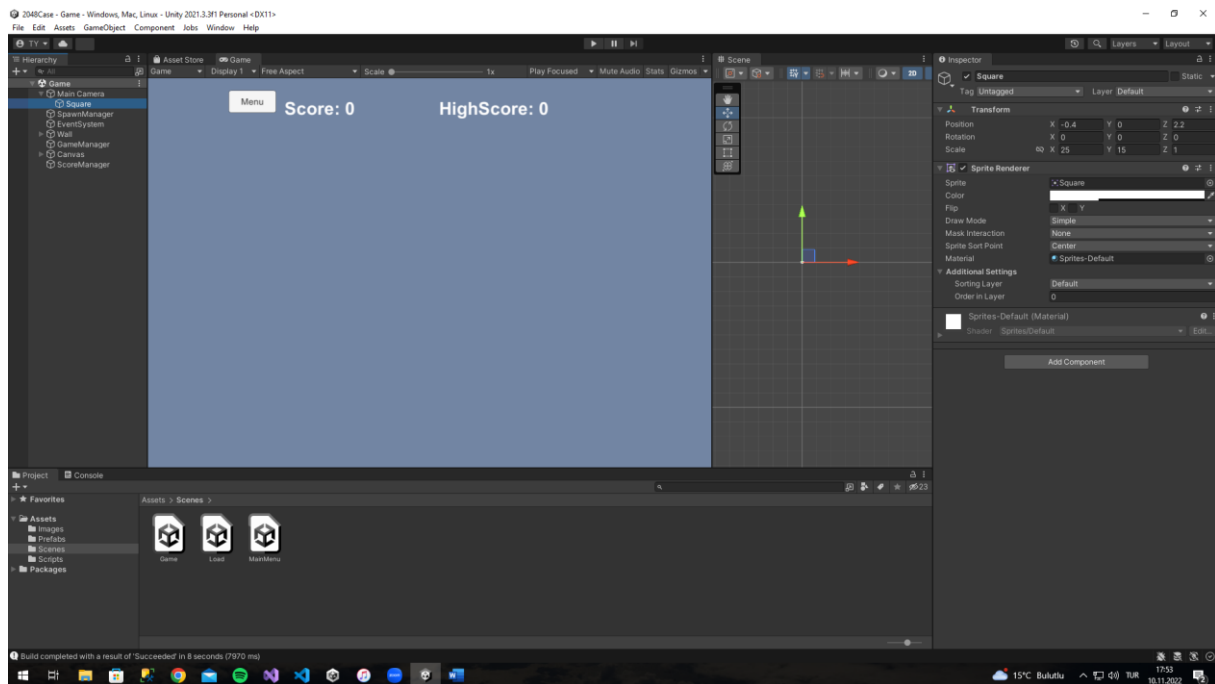 2048Case - Game - Windows, Mac, Linux - Unity 2021.3.3f1 Personal <DX11>
File Edit Assets GameObject Component Jobs Window Help
TY
Layers Layout
Hierarchy
All
Game
Main Camera
Square
SpawnManager
EventSystem
Wall
GameManager
Canvas
ScoreManager
Asset Store Game
Game Display 1 Free Aspect Scale 1x Play Focused Mute Audio Stats Gizmos
Menu
Score: 0
HighScore: 0
Scene
2D
Inspector
Square Static
Tag Untagged Layer Default
Transform
Position X -0.4 Y 0 Z 2.2
Rotation X 0 Y 0 Z 0
Scale X 25 Y 15 Z 1
Sprite Renderer
Sprite Square
Color
Flip X Y
Draw Mode Simple
Mask Interaction None
Sprite Sort Point Center
Material Sprites-Default
Additional Settings
Sorting Layer Default
Order in Layer 0
Sprites-Default (Material)
Shader Sprites/Default Edit...
Add Component
Project Console
23
Favorites
Assets
Images
Prefabs
Scenes
Scripts
Packages
Assets > Scenes >
Game Load MainMenu
Build completed with a result of 'Succeeded' in 8 seconds (7970 ms)
15°C Bulutlu TUR
17:53
10.11.2022